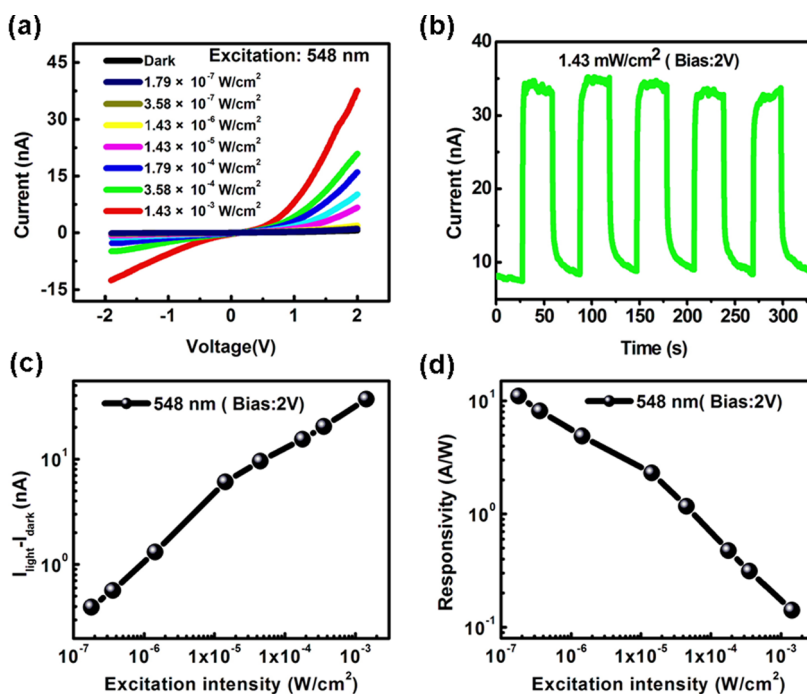 (a)
Current (nA)
45
30
15
0
-15
Dark
1.79 × 10⁻⁷ W/cm²
3.58 × 10⁻⁷ W/cm²
1.43 × 10⁻⁶ W/cm²
1.43 × 10⁻⁵ W/cm²
1.79 × 10⁻⁴ W/cm²
3.58 × 10⁻⁴ W/cm²
1.43 × 10⁻³ W/cm²
Excitation: 548 nm
-2 -1 0 1 2
Voltage(V)
(b)
Current (nA)
40
30
20
10
1.43 mW/cm² ( Bias:2V)
0 50 100 150 200 250 300
Time (s)
(c)
I_light-I_dark (nA)
10¹
10⁰
548 nm ( Bias:2V)
10⁻⁷ 10⁻⁶ 1x10⁻⁵ 1x10⁻⁴ 10⁻³
Excitation intensity (W/cm²)
(d)
Responsivity (A/W)
10¹
10⁰
10⁻¹
548 nm( Bias:2V)
10⁻⁷ 10⁻⁶ 1x10⁻⁵ 1x10⁻⁴ 10⁻³
Excitation intensity (W/cm²)